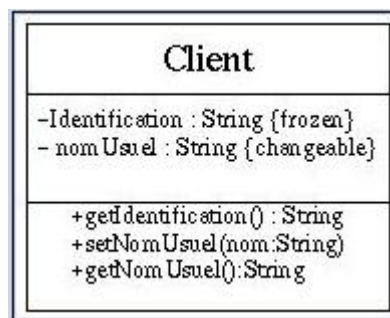 Client
-Identification : String {frozen}
- nomUsuel : String {changeable}
+getIdentification() : String
+setNomUsuel(nom:String)
+getNomUsuel():String